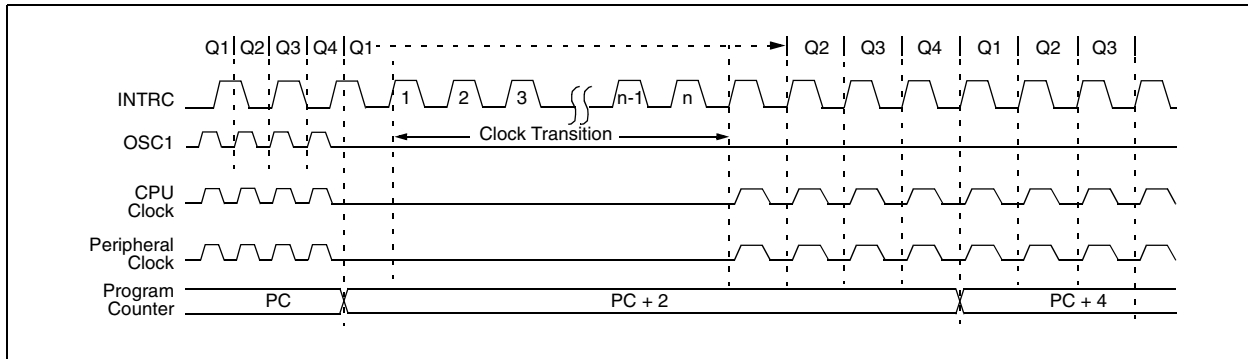 Q1 Q2 Q3 Q4 Q1 Q2 Q3 Q4 Q1 Q2 Q3
INTRC
1 2 3 n-1 n
Clock Transition
OSC1
CPU
Clock
Peripheral
Clock
Program
Counter
PC PC + 2 PC + 4